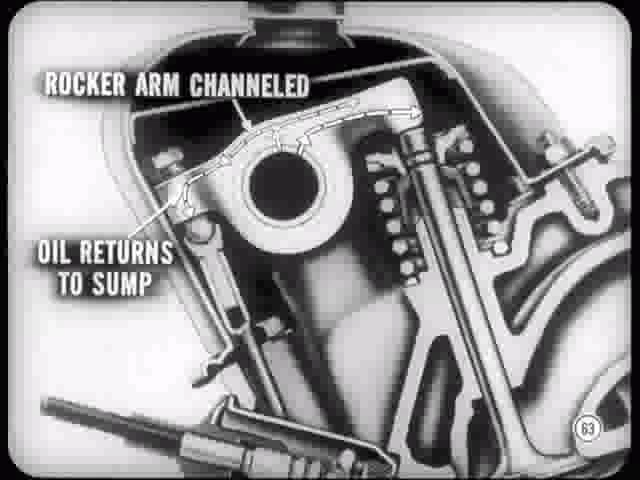 ROCKER ARM CHANNELED
OIL RETURNS
TO SUMP
63